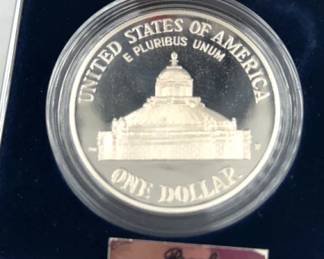 UNITED STATES OF AMERICA
E PLURIBUS UNUM
ONE DOLLAR